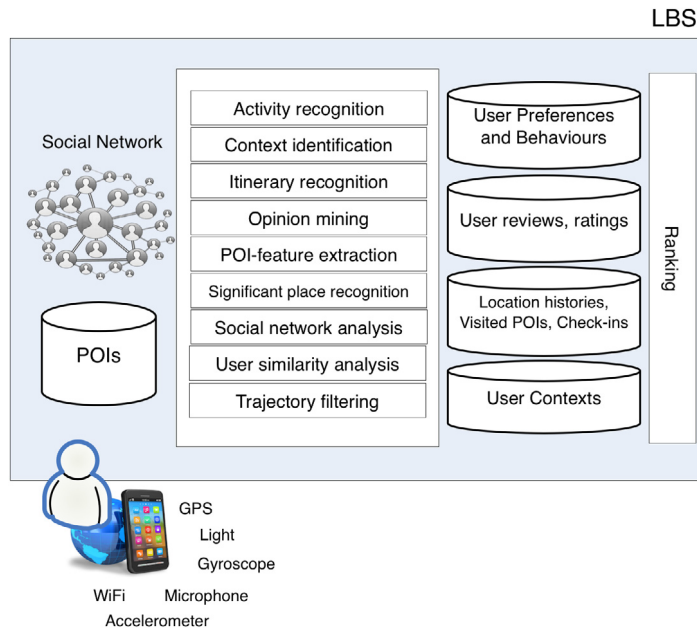 LBS
Social Network
POIs
Activity recognition
Context identification
Itinerary recognition
Opinion mining
POI-feature extraction
Significant place recognition
Social network analysis
User similarity analysis
Trajectory filtering
User Preferences
and Behaviours
User reviews, ratings
Location histories,
Visited POIs, Check-ins
User Contexts
Ranking
GPS
Light
Gyroscope
WiFi
Microphone
Accelerometer